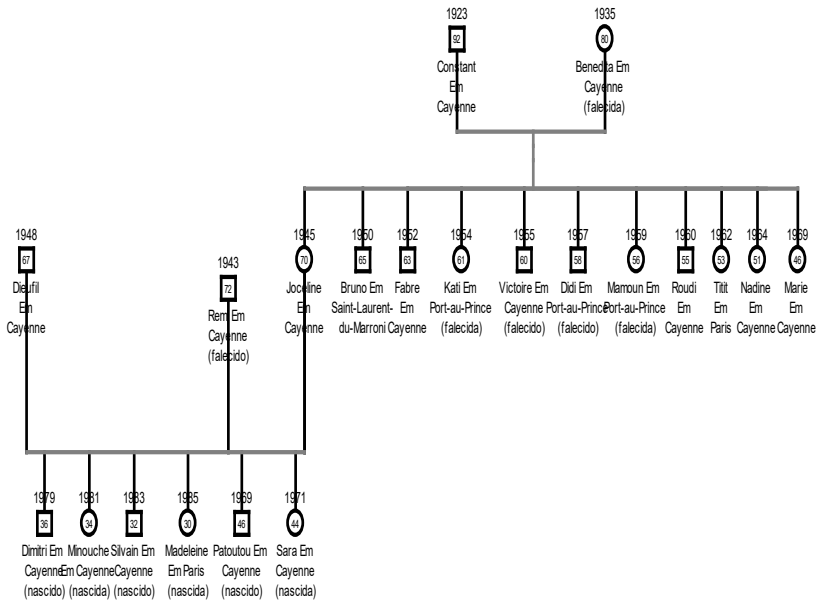 1923
92
Constant
Em
Cayenne
1935
80
Benedita Em
Cayenne
(falecida)
1948
67
Dieufil
Em
Cayenne
1943
72
Rem Em
Cayenne
(falecido)
1945
70
Joceline
Em
Cayenne
1950
65
Bruno Em
Saint-Laurent-
du-Marroni
1952
63
Fabre
Em
Cayenne
1954
61
Kati Em
Port-au-Prince
(falecida)
1955
60
Victoire Em
Cayenne
(falecido)
1957
58
Didi Em
Port-au-Prince
(falecido)
1959
56
Mamoun Em
Port-au-Prince
(falecida)
1960
55
Roudi
Em
Cayenne
1962
53
Titit
Em
Paris
1964
51
Nadine
Em
Cayenne
1969
46
Marie
Em
Cayenne
1979
36
Dimitri Em
Cayenne
(nascido)
1981
34
Minouche
Em Cayenne
(nascida)
1983
32
Silvain Em
Cayenne
(nascido)
1985
30
Madeleine
Em Paris
(nascida)
1969
46
Patoutou Em
Cayenne
(nascido)
1971
44
Sara Em
Cayenne
(nascida)